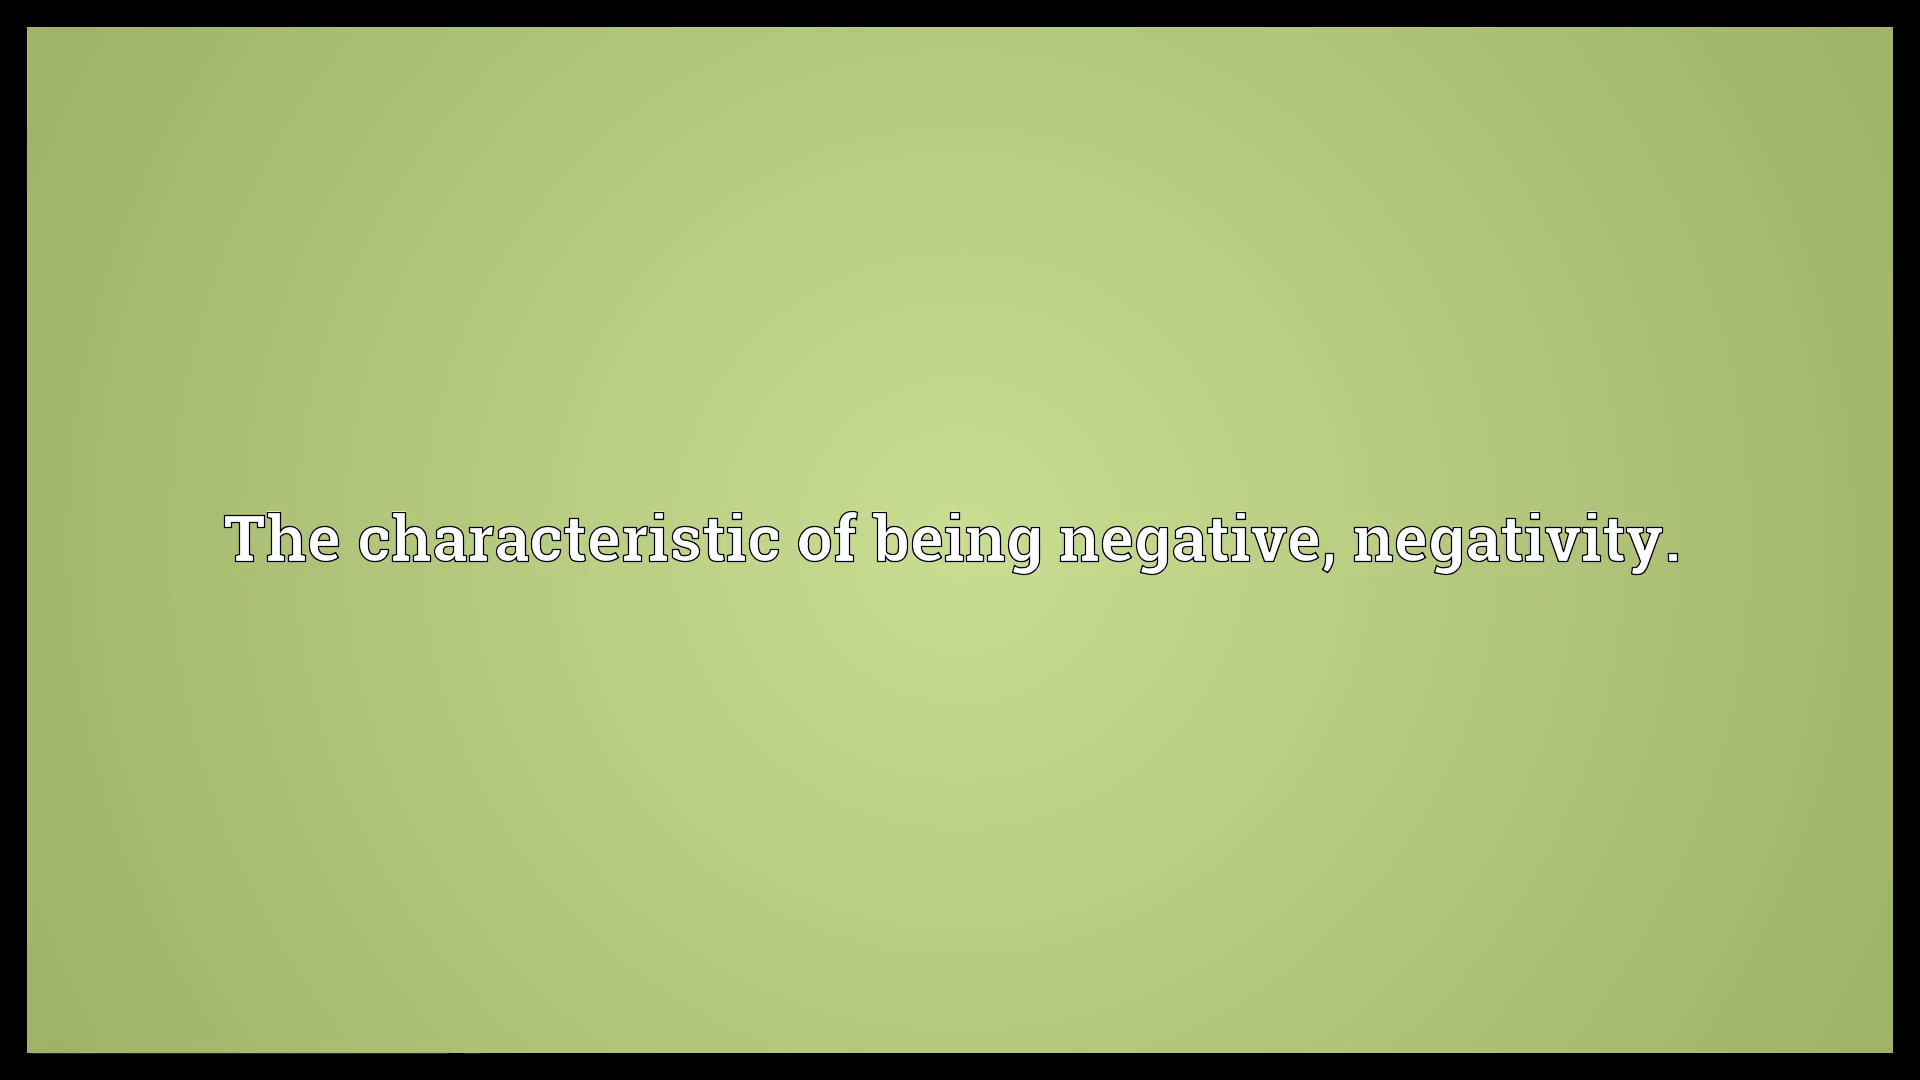 The characteristic of being negative, negativity.